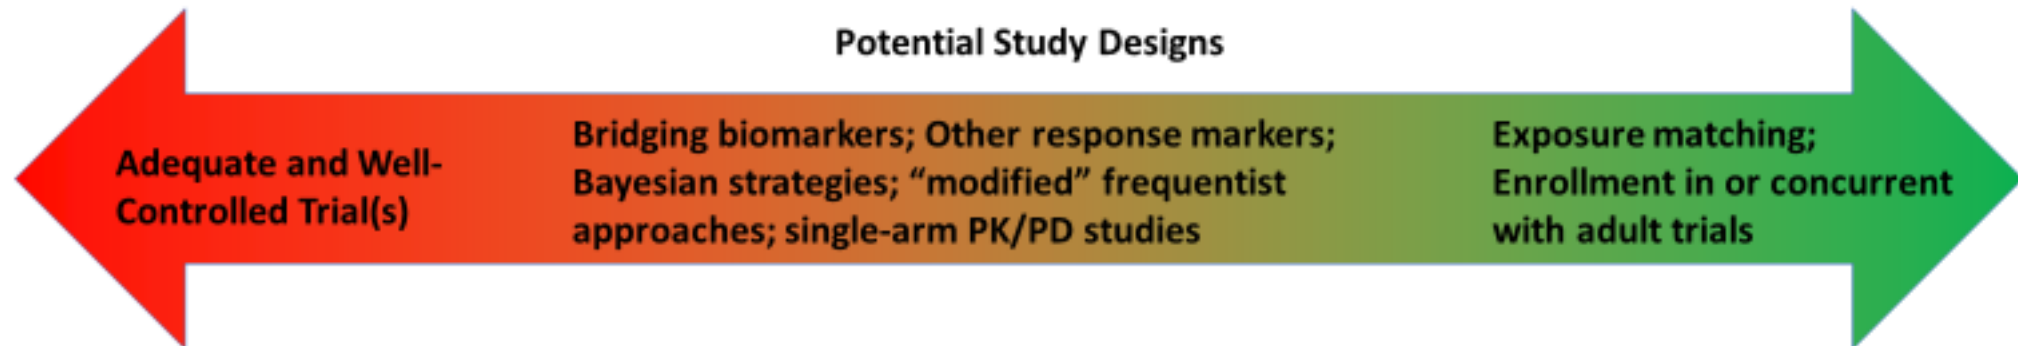 Potential Study Designs
Adequate and Well-
Controlled Trial(s)
Bridging biomarkers; Other response markers;
Bayesian strategies; “modified” frequentist
approaches; single-arm PK/PD studies
Exposure matching;
Enrollment in or concurrent
with adult trials